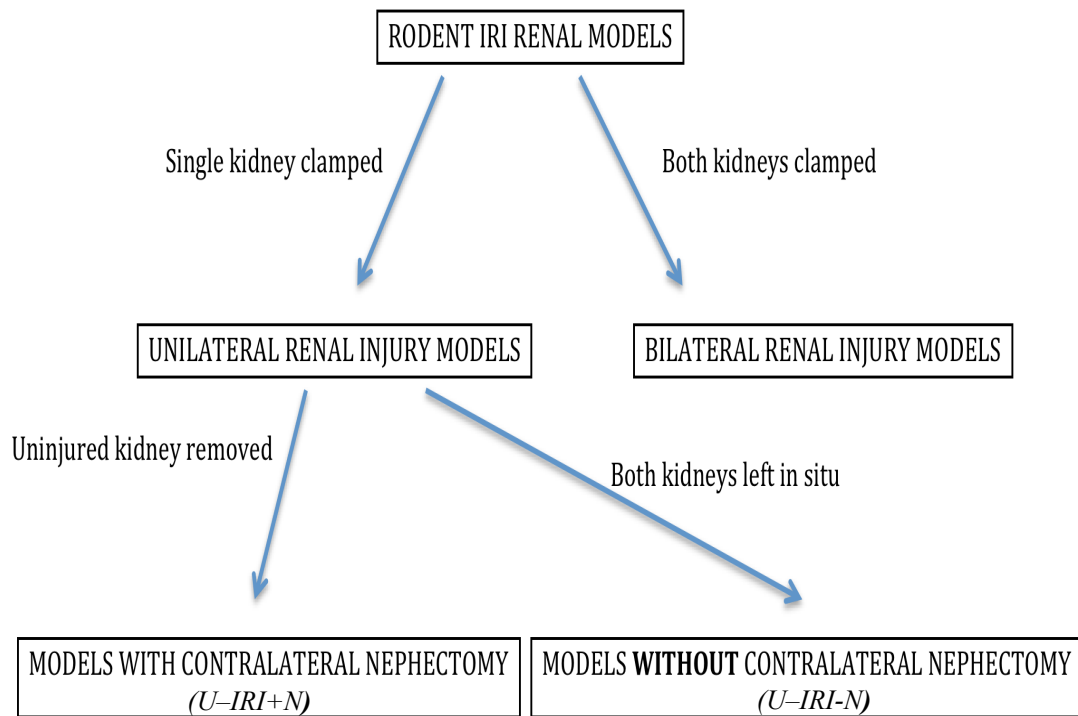 RODENT IRI RENAL MODELS
Single kidney clamped
Both kidneys clamped
UNILATERAL RENAL INJURY MODELS
BILATERAL RENAL INJURY MODELS
Uninjured kidney removed
Both kidneys left in situ
MODELS WITH CONTRALATERAL NEPHECTOMY
(U–IRI+N)
MODELS WITHOUT CONTRALATERAL NEPHECTOMY
(U–IRI-N)